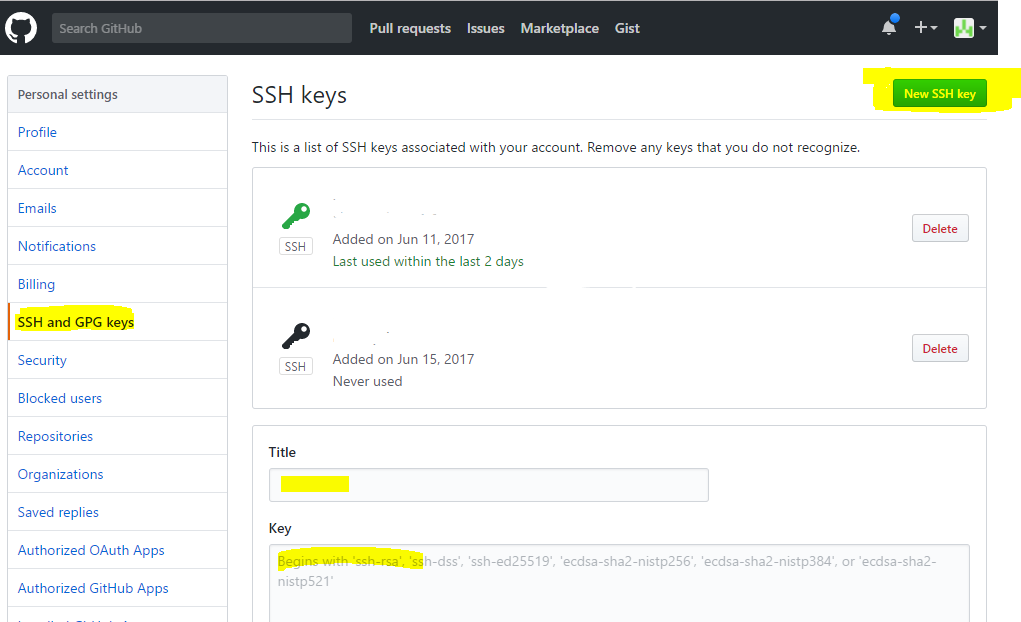 Search GitHub Pull requests Issues Marketplace Gist
Personal settings
Profile
Account
Emails
Notifications
Billing
SSH and GPG keys
Security
Blocked users
Repositories
Organizations
Saved replies
Authorized OAuth Apps
Authorized GitHub Apps
SSH keys
New SSH key
This is a list of SSH keys associated with your account. Remove any keys that you do not recognize.
SSH
Added on Jun 11, 2017
Last used within the last 2 days
Delete
SSH
Added on Jun 15, 2017
Never used
Delete
Title
Key
Begins with 'ssh-rsa', 'ssh-dss', 'ssh-ed25519', 'ecdsa-sha2-nistp256', 'ecdsa-sha2-nistp384', or 'ecdsa-sha2-
nistp521'